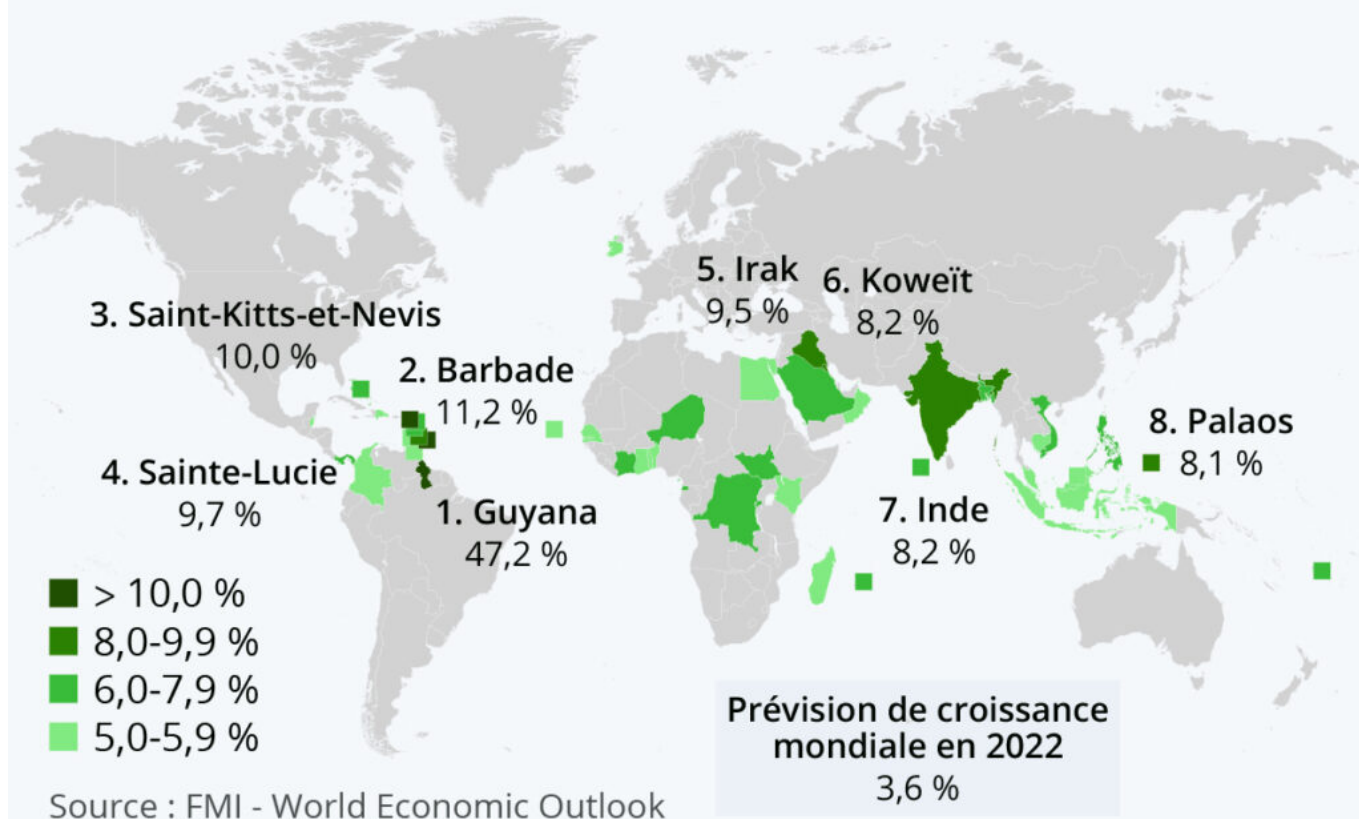 5. Irak
9,5 %
6. Koweït
8,2 %
3. Saint-Kitts-et-Nevis
10,0 %
2. Barbade
11,2 %
8. Palaos
8,1 %
4. Sainte-Lucie
9,7 %
1. Guyana
47,2 %
7. Inde
8,2 %
> 10,0 %
8,0-9,9 %
6,0-7,9 %
5,0-5,9 %
Prévision de croissance
mondiale en 2022
3,6 %
Source : FMI - World Economic Outlook